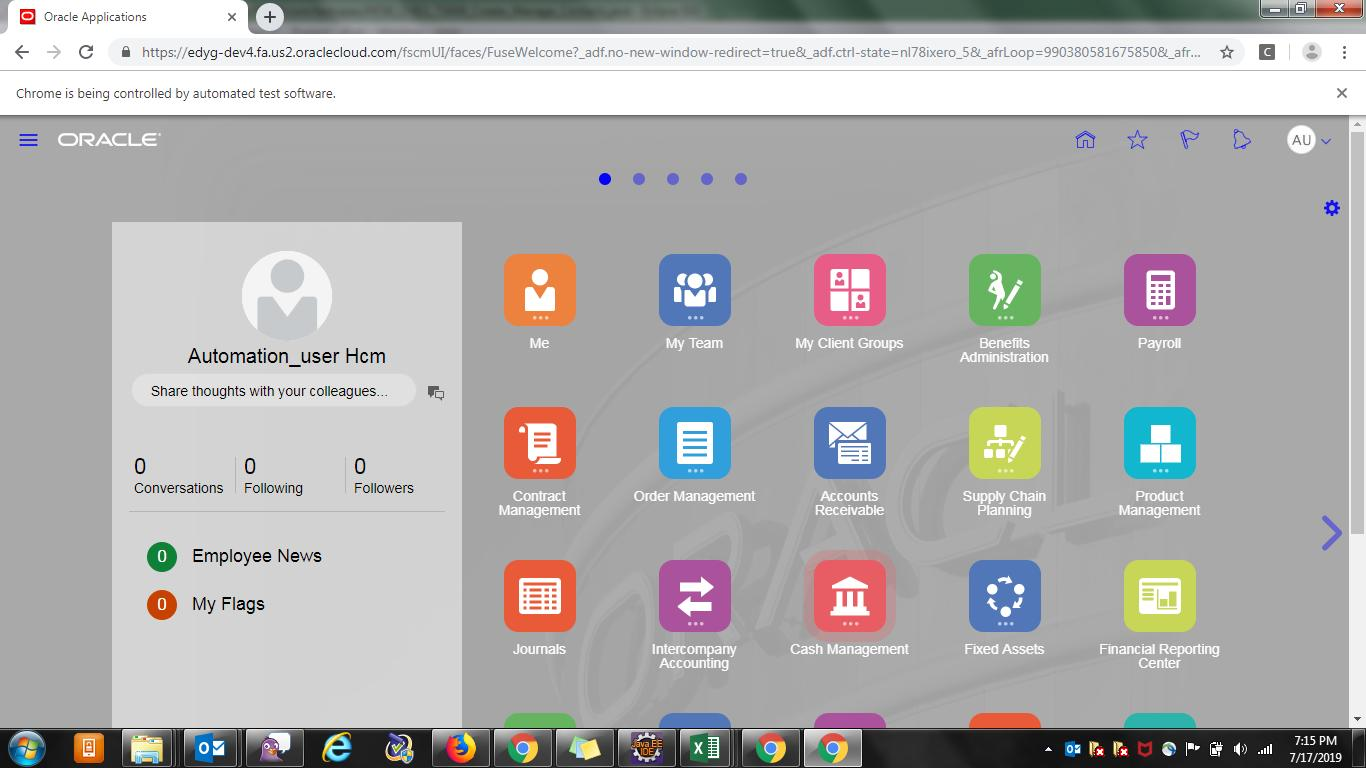 Oracle Applications
https://edyg-dev4.fa.us2.oraclecloud.com/fscmUI/faces/FuseWelcome?_adf.no-new-window-redirect=true&_adf.ctrl-state=nl78ixero_5&_afrLoop=990380581675850&_afr...
C
Chrome is being controlled by automated test software.
ORACLE
AU
Automation_user Hcm
Share thoughts with your colleagues...
0 0 0
Conversations Following Followers
0 Employee News
0 My Flags
Me My Team My Client Groups Benefits Payroll
Administration
Contract Order Management Accounts Supply Chain Product
Management Receivable Planning Management
Journals Intercompany Cash Management Fixed Assets Financial Reporting
Accounting Center
Java EE
IDE
7:15 PM
7/17/2019